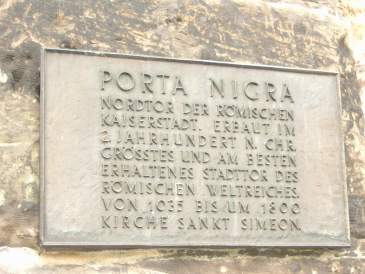 PORTA NIGRA
NORDTOR DER RÖMISCHEN
KAISERSTADT. ERBAUT IM
2. JAHRHUNDERT N. CHR.
GRÖSSTES UND AM BESTEN
ERHALTENES STADTTOR DES
RÖMISCHEN WELTREICHES.
VON 1035 BIS UM 1800
KIRCHE SANKT SIMEON.